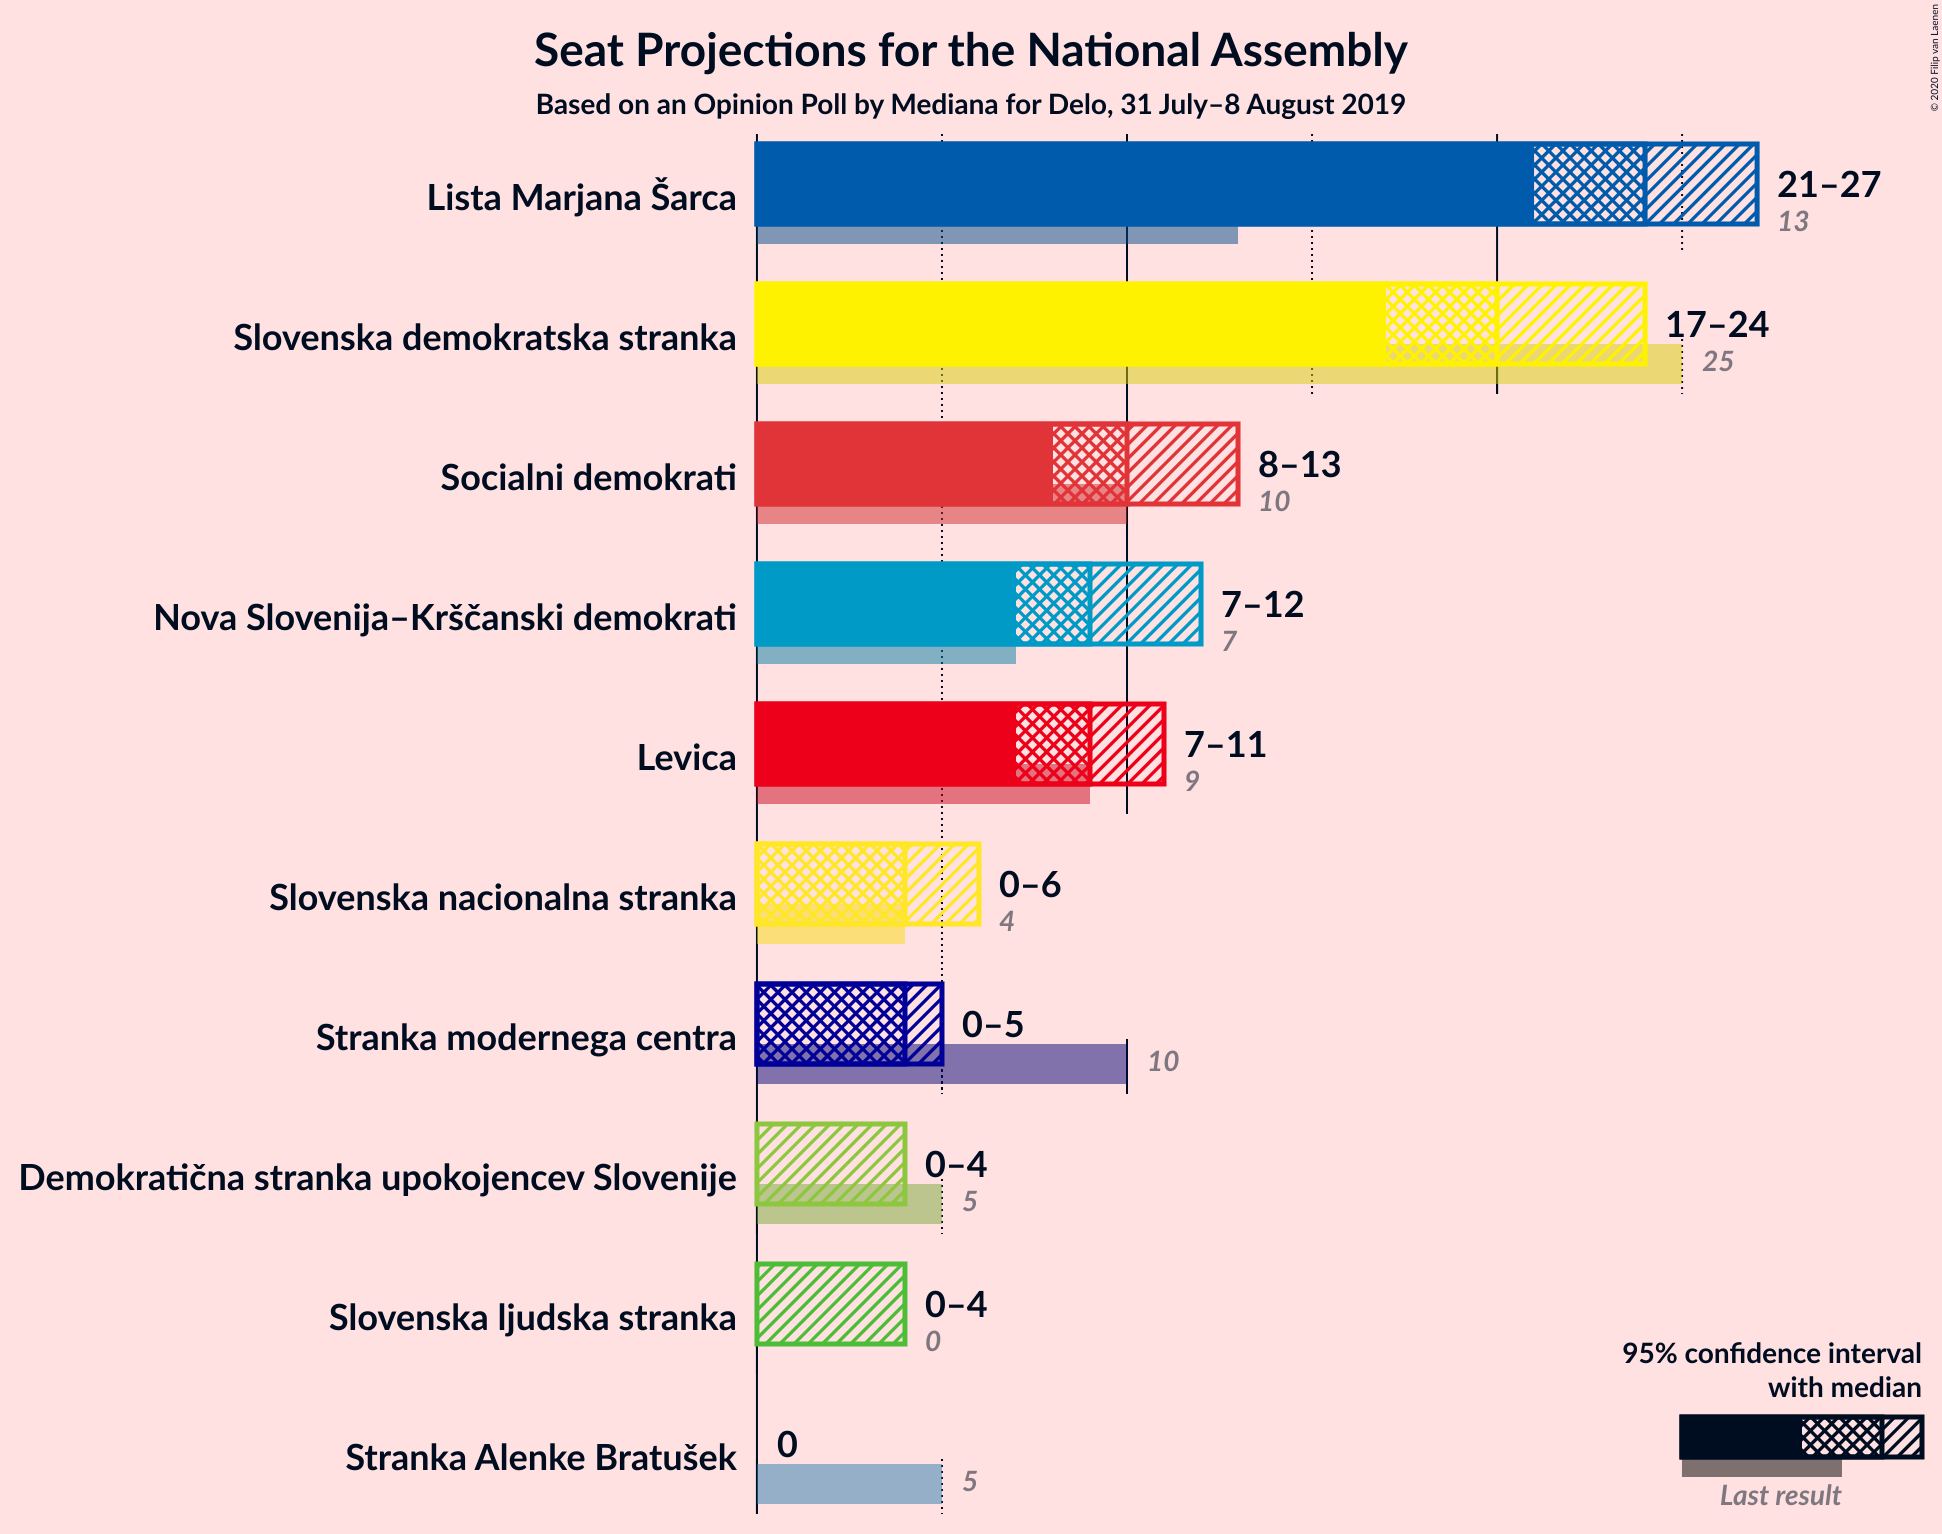 Seat Projections for the National Assembly
Based on an Opinion Poll by Mediana for Delo, 31 July–8 August 2019
© 2020 Filip van Laenen
Lista Marjana Šarca
21–27
13
Slovenska demokratska stranka
17–24
25
Socialni demokrati
8–13
10
Nova Slovenija–Krščanski demokrati
7–12
7
Levica
7–11
9
Slovenska nacionalna stranka
0–6
4
Stranka modernega centra
0–5
10
Demokratična stranka upokojencev Slovenije
0–4
5
Slovenska ljudska stranka
0–4
0
Stranka Alenke Bratušek
0
5
95% confidence interval
with median
Last result